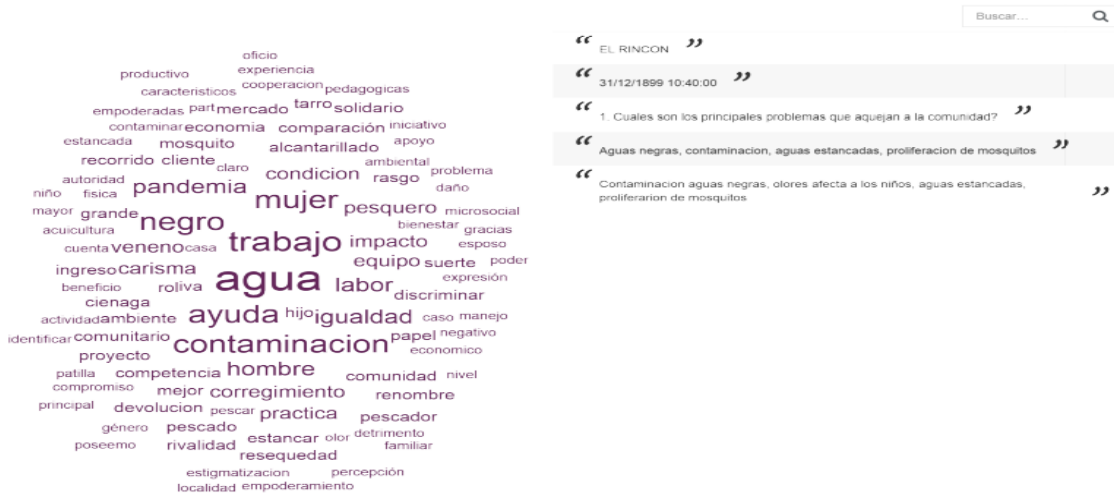 Buscar...
oficio
productivo experiencia
caracteristicos cooperacion pedagogicas
empoderadas part mercado tarro solidario
contaminar economia comparación iniciativo
estancada mosquito alcantarillado apoyo
recorrido cliente claro ambiental problema
autoridad pandemia condicion rasgo daño
niño fisica mujer pesquero microsocial
mayor grande negro bienestar gracias
acuicultura trabajo impacto esposo
cuenta veneno casa equipo suerte poder
ingreso carisma agua labor expresión
beneficio roliva discriminar
cienaga ayuda hijo igualdad caso manejo
actividad ambiente
identificar comunitario contaminacion papel negativo
proyecto economico
patilla competencia hombre comunidad nivel
compromiso mejor corregimiento renombre
principal devolucion pescar practica pescador
género pescado estancar olor detrimento
poseemo rivalidad familiar
resequedad
estigmatizacion percepción
localidad empoderamiento
“ EL RINCON ”
“ 31/12/1899 10:40:00 ”
“ 1. Cuales son los principales problemas que aquejan a la comunidad? ”
“ Aguas negras, contaminacion, aguas estancadas, proliferacion de mosquitos ”
“ Contaminacion aguas negras, olores afecta a los niños, aguas estancadas,
proliferarion de mosquitos ”